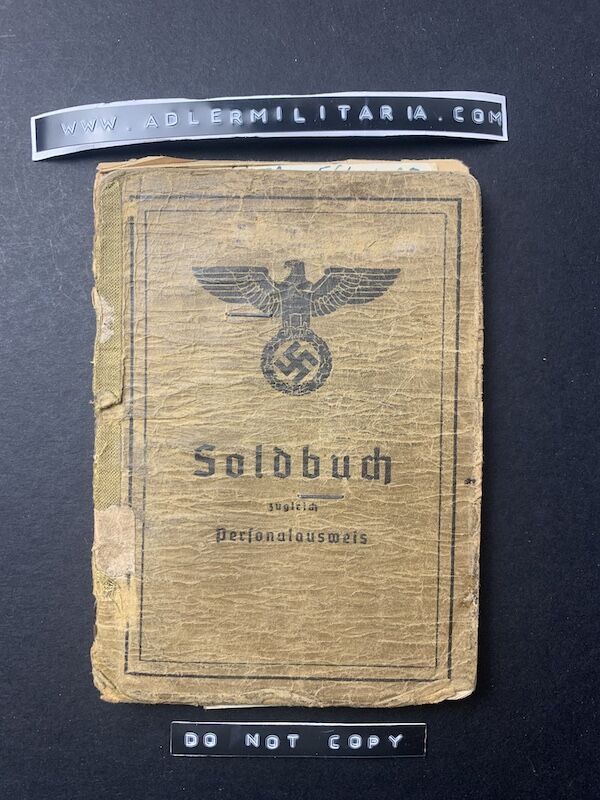 WWW.ADLERMILITARIA.COM
Soldbuch
zugleich
Personalausweis
DO NOT COPY